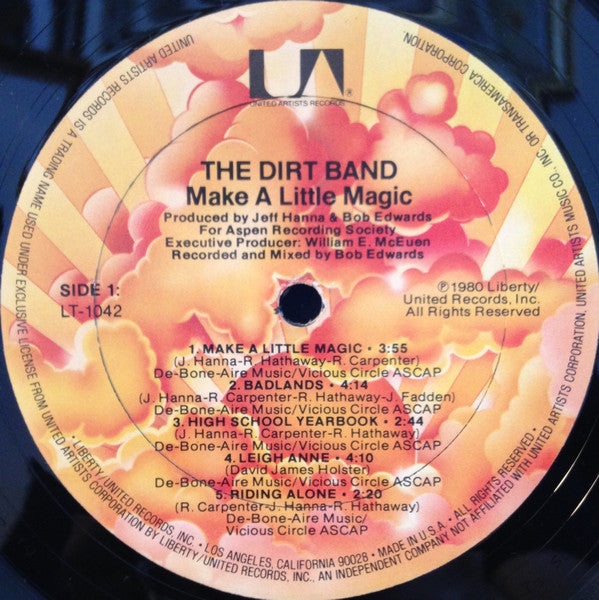 UA®
UNITED ARTISTS RECORDS
THE DIRT BAND
Make A Little Magic
Produced by Jeff Hanna & Bob Edwards
For Aspen Recording Society
Executive Producer: William E. McEuen
Recorded and Mixed by Bob Edwards
SIDE 1:
LT-1042
℗1980 Liberty/
United Records, Inc.
All Rights Reserved
1. MAKE A LITTLE MAGIC • 3:55
(J. Hanna-R. Hathaway-R. Carpenter)
De-Bone-Aire Music/Vicious Circle ASCAP
2. BADLANDS • 4:14
(J. Hanna-R. Carpenter-R. Hathaway-J. Fadden)
De-Bone-Aire Music/Vicious Circle ASCAP
3. HIGH SCHOOL YEARBOOK • 2:44
(J. Hanna-R. Carpenter-R. Hathaway)
De-Bone-Aire Music/Vicious Circle ASCAP
4. LEIGH ANNE • 4:10
(David James Holster)
De-Bone-Aire Music/Vicious Circle ASCAP
5. RIDING ALONE • 2:20
(R. Carpenter-J. Hanna-R. Hathaway)
De-Bone-Aire Music/
Vicious Circle ASCAP
• LIBERTY/UNITED RECORDS, INC. • LOS ANGELES, CALIFORNIA 90028 • MADE IN U.S.A. • ALL RIGHTS RESERVED •
UNITED ARTISTS RECORDS IS A TRADING NAME USED UNDER EXCLUSIVE LICENSE FROM UNITED ARTISTS CORPORATION BY LIBERTY/UNITED RECORDS, INC., AN INDEPENDENT COMPANY NOT AFFILIATED WITH UNITED ARTISTS CORPORATION, UNITED ARTISTS MUSIC CO., INC. OR TRANSAMERICA CORPORATION.